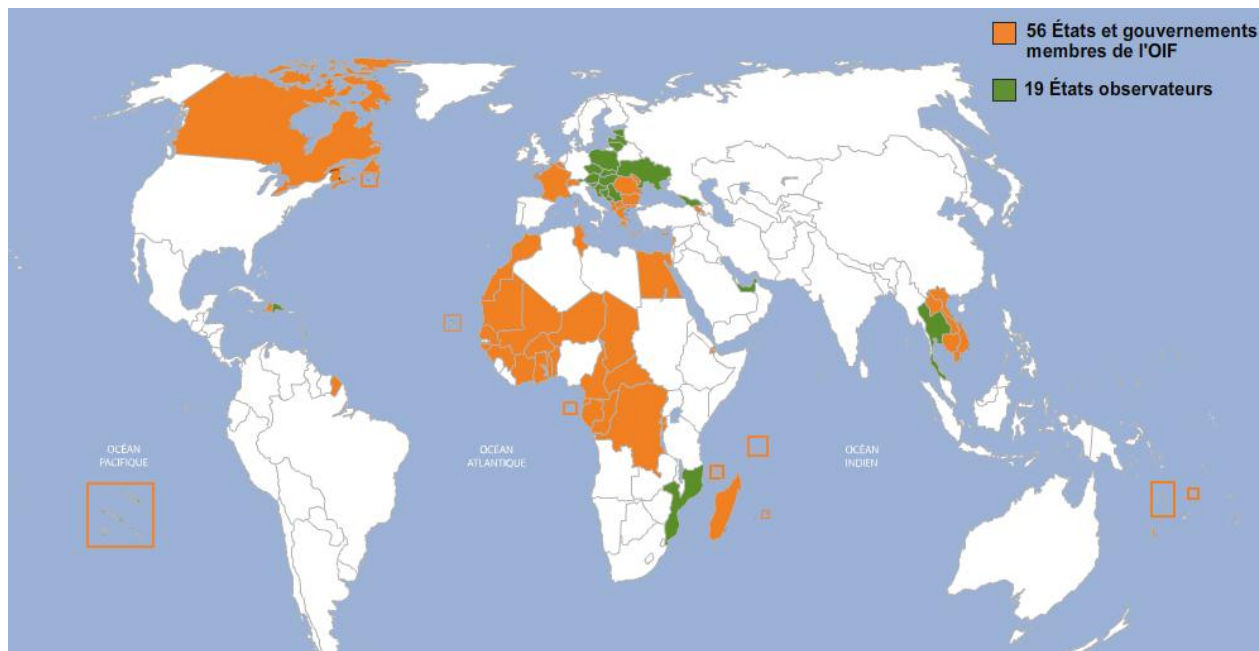 56 États et gouvernements
membres de l'OIF
19 États observateurs
OCÉAN
PACIFIQUE
OCÉAN
ATLANTIQUE
OCÉAN
INDIEN